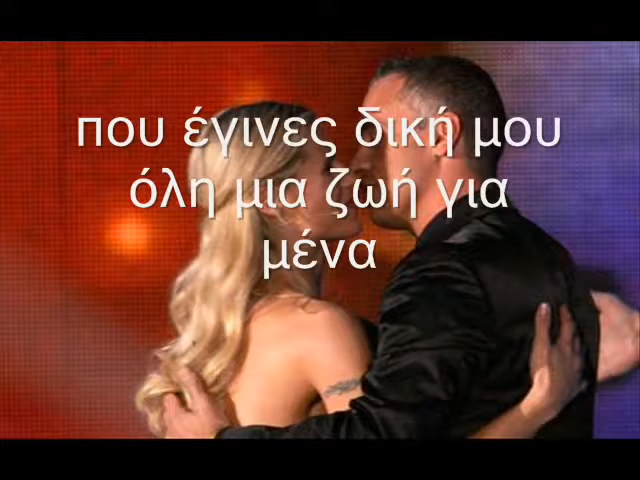 που έγινες δική μου
όλη μια ζωή για
μένα